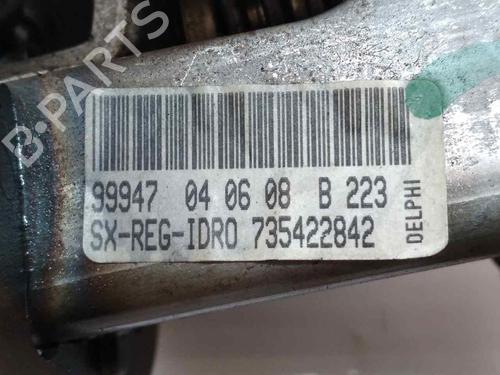 B-PARTS
99947 04 06 08 B 223
SX-REG-IDRO 735422842
DELPHI